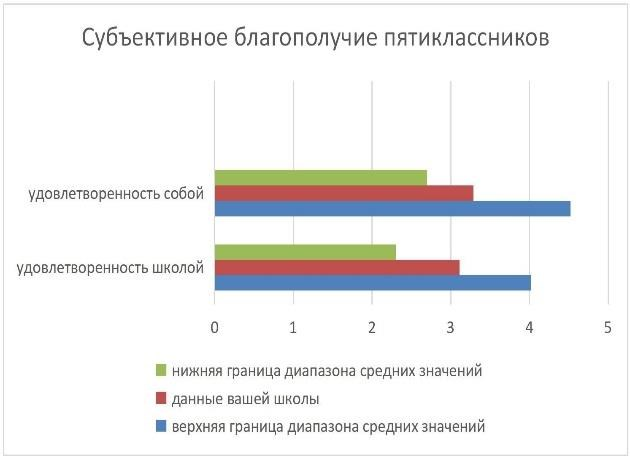 Субъективное благополучие пятиклассников
удовлетворенность собой
удовлетворенность школой
0 1 2 3 4 5
нижняя граница диапазона средних значений
данные вашей школы
верхняя граница диапазона средних значений